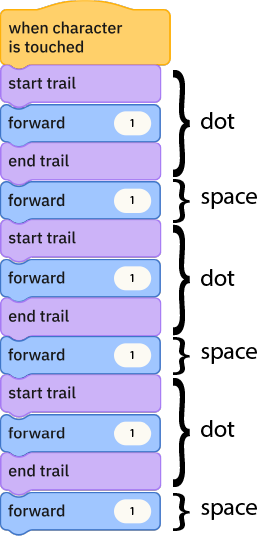 when character
is touched
start trail
forward 1
dot
end trail
forward 1
space
start trail
forward 1
dot
end trail
forward 1
space
start trail
forward 1
dot
end trail
forward 1
space